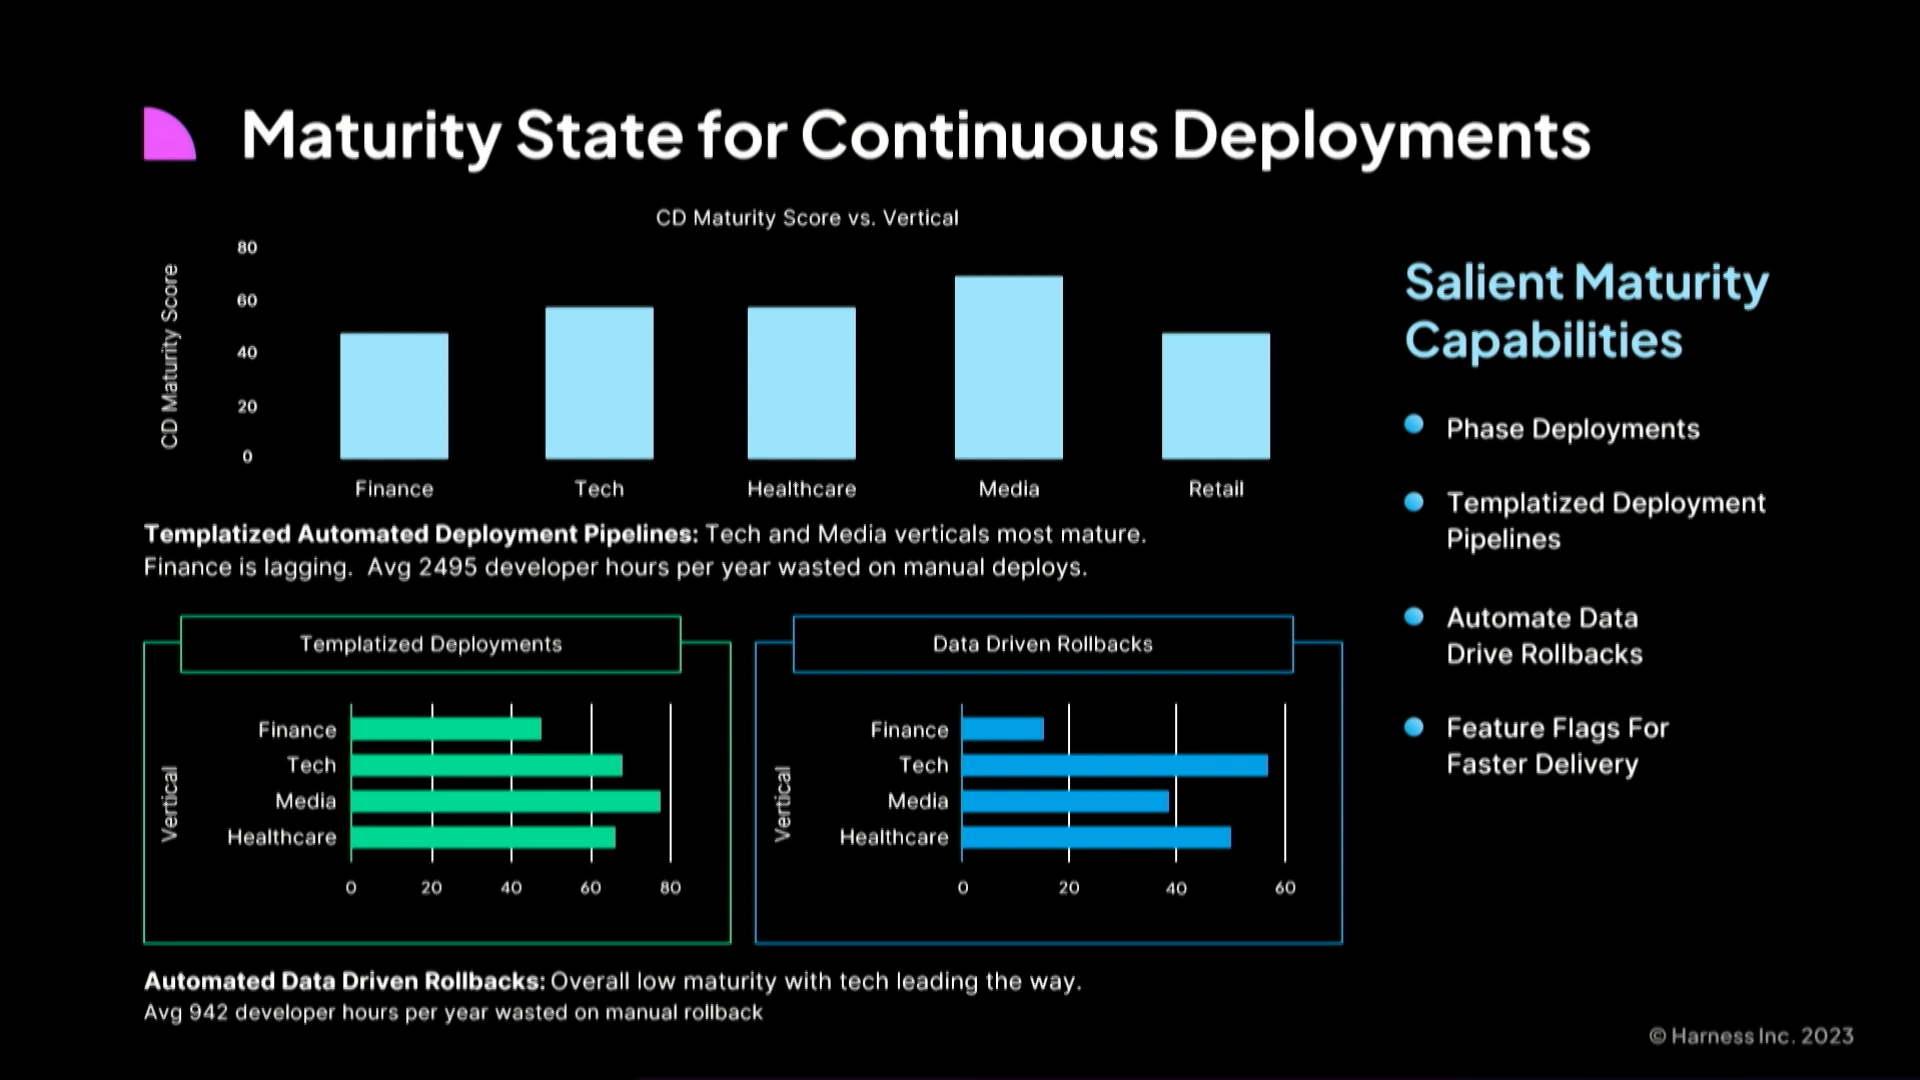 Maturity State for Continuous Deployments
CD Maturity Score vs. Vertical
CD Maturity Score
80
60
40
20
0
Finance
Tech
Healthcare
Media
Retail
Templatized Automated Deployment Pipelines: Tech and Media verticals most mature.
Finance is lagging. Avg 2495 developer hours per year wasted on manual deploys.
Templatized Deployments
Vertical
Finance
Tech
Media
Healthcare
0
20
40
60
80
Data Driven Rollbacks
Vertical
Finance
Tech
Media
Healthcare
0
20
40
60
Automated Data Driven Rollbacks: Overall low maturity with tech leading the way.
Avg 942 developer hours per year wasted on manual rollback
Salient Maturity
Capabilities
Phase Deployments
Templatized Deployment
Pipelines
Automate Data
Drive Rollbacks
Feature Flags For
Faster Delivery
© Harness Inc. 2023